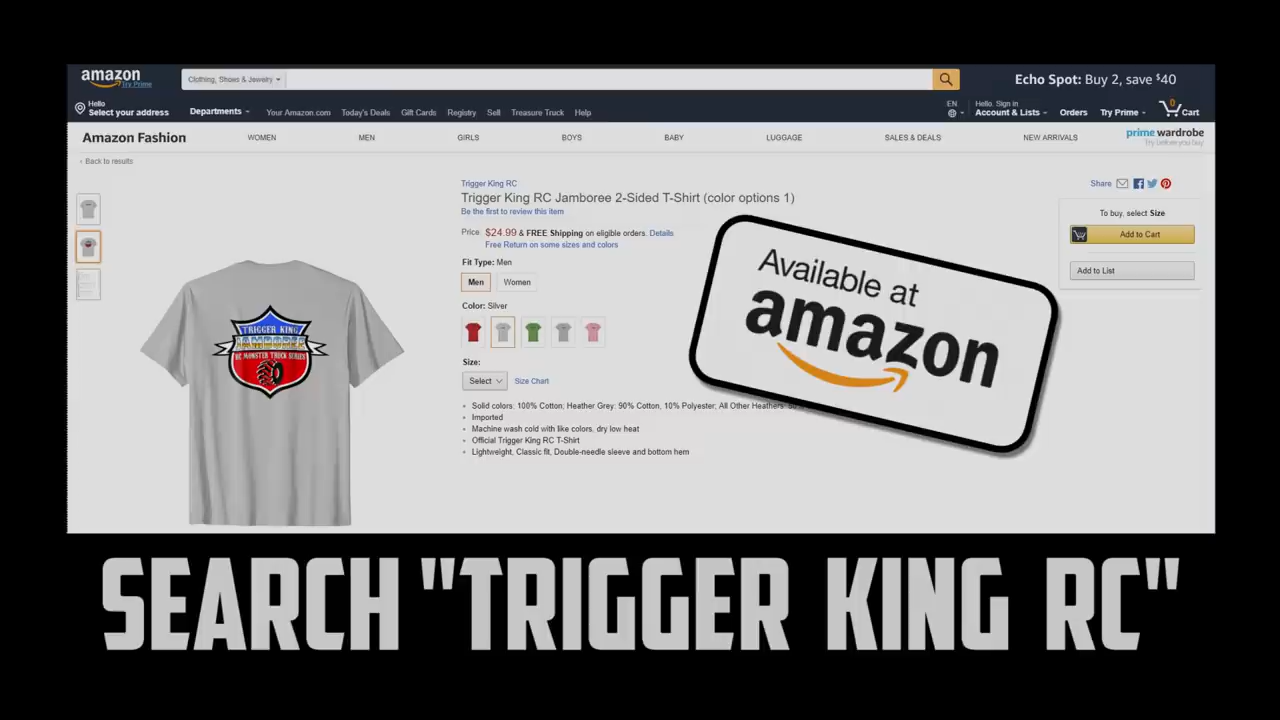 amazon
Try Prime
Clothing, Shoes & Jewelry
Echo Spot: Buy 2, save $40
Hello
Select your address
Departments
Your Amazon.com
Today's Deals
Gift Cards
Registry
Sell
Treasure Truck
Help
EN
Hello. Sign in
Account & Lists
Orders
Try Prime
0
Cart
Amazon Fashion
WOMEN
MEN
GIRLS
BOYS
BABY
LUGGAGE
SALES & DEALS
NEW ARRIVALS
prime wardrobe
Try before you buy
‹ Back to results
Trigger King RC
Trigger King RC Jamboree 2-Sided T-Shirt (color options 1)
Be the first to review this item
Price: $24.99 & FREE Shipping on eligible orders. Details
Free Return on some sizes and colors
Fit Type: Men
Men
Women
Color: Silver
Size:
Select
Size Chart
• Solid colors: 100% Cotton; Heather Grey: 90% Cotton, 10% Polyester; All Other Heathers:
• Imported
• Machine wash cold with like colors, dry low heat
• Official Trigger King RC T-Shirt
• Lightweight, Classic fit, Double-needle sleeve and bottom hem
Share
To buy, select Size
Add to Cart
Add to List
TRIGGER KING
JAMBOREE
RC MONSTER TRUCK SERIES
Available at
amazon
SEARCH "TRIGGER KING RC"